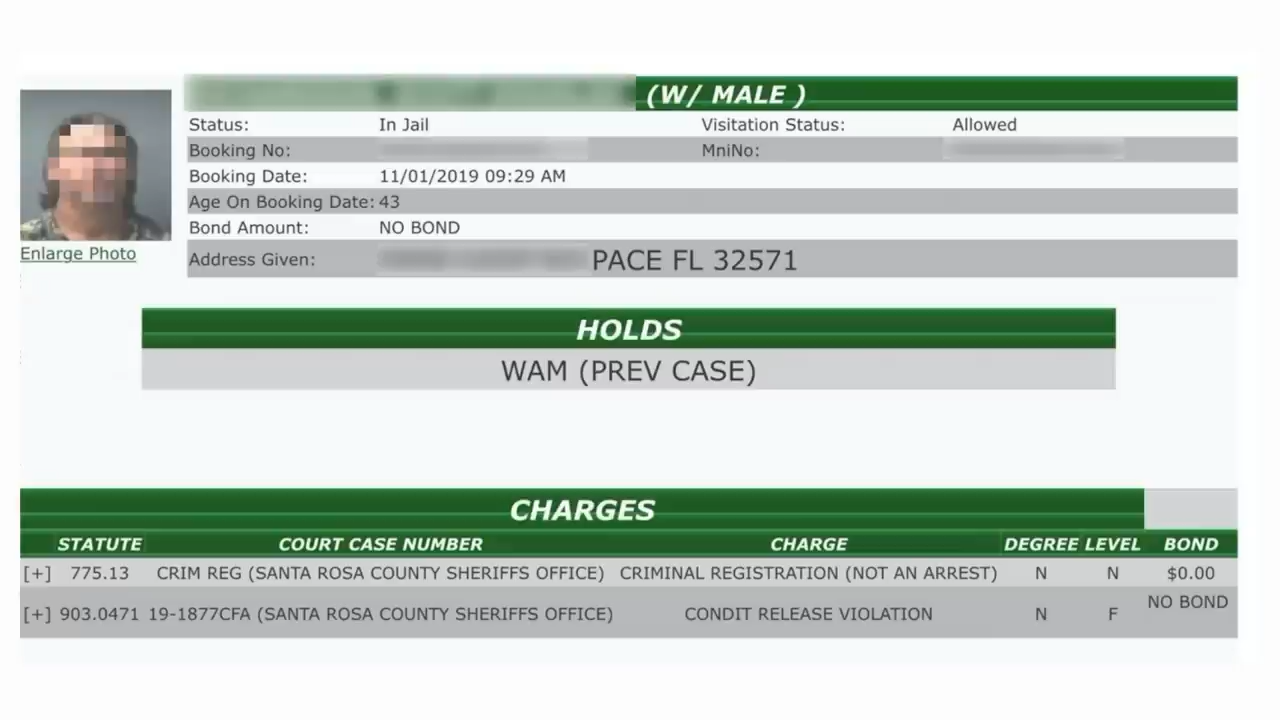 (W/ MALE )
Status: In Jail Visitation Status: Allowed
Booking No: MniNo:
Booking Date: 11/01/2019 09:29 AM
Age On Booking Date: 43
Bond Amount: NO BOND
Enlarge Photo
Address Given: PACE FL 32571
HOLDS
WAM (PREV CASE)
CHARGES
STATUTE COURT CASE NUMBER CHARGE DEGREE LEVEL BOND
[+] 775.13 CRIM REG (SANTA ROSA COUNTY SHERIFFS OFFICE) CRIMINAL REGISTRATION (NOT AN ARREST) N N $0.00
[+] 903.0471 19-1877CFA (SANTA ROSA COUNTY SHERIFFS OFFICE) CONDIT RELEASE VIOLATION N F NO BOND